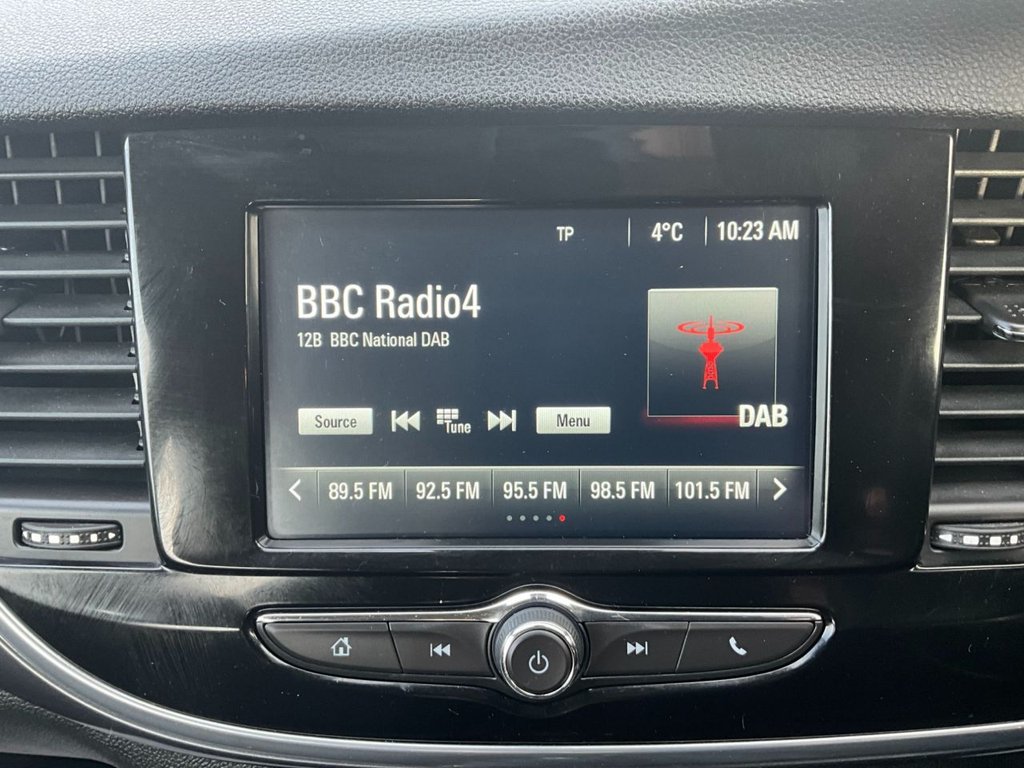 TP 4°C 10:23 AM
BBC Radio4
12B BBC National DAB
DAB
Source Tune Menu
89.5 FM 92.5 FM 95.5 FM 98.5 FM 101.5 FM